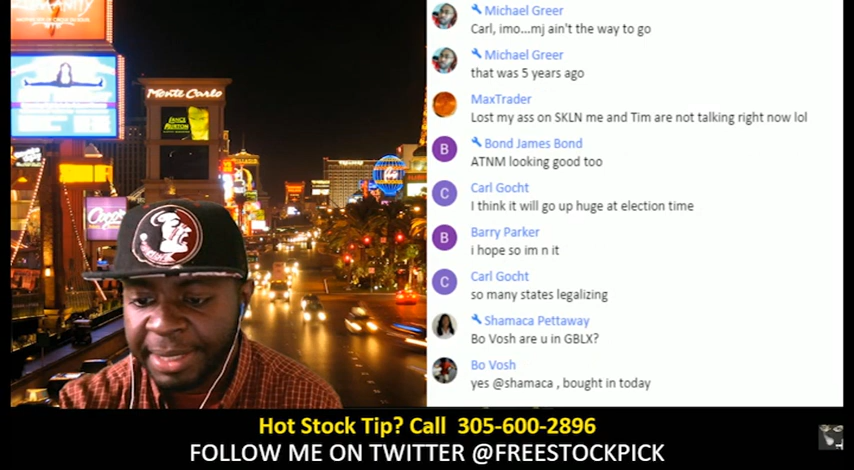 HUMANITY
Monte Carlo
LANCE
BURTON
Michael Greer
Carl, imo...mj ain't the way to go
Michael Greer
that was 5 years ago
MaxTrader
Lost my ass on SKLN me and Tim are not talking right now lol
B
Bond James Bond
ATNM looking good too
C
Carl Gocht
I think it will go up huge at election time
B
Barry Parker
i hope so im n it
C
Carl Gocht
so many states legalizing
Shamaca Pettaway
Bo Vosh are u in GBLX?
Bo Vosh
yes @shamaca , bought in today
Hot Stock Tip? Call 305-600-2896
FOLLOW ME ON TWITTER @FREESTOCKPICK